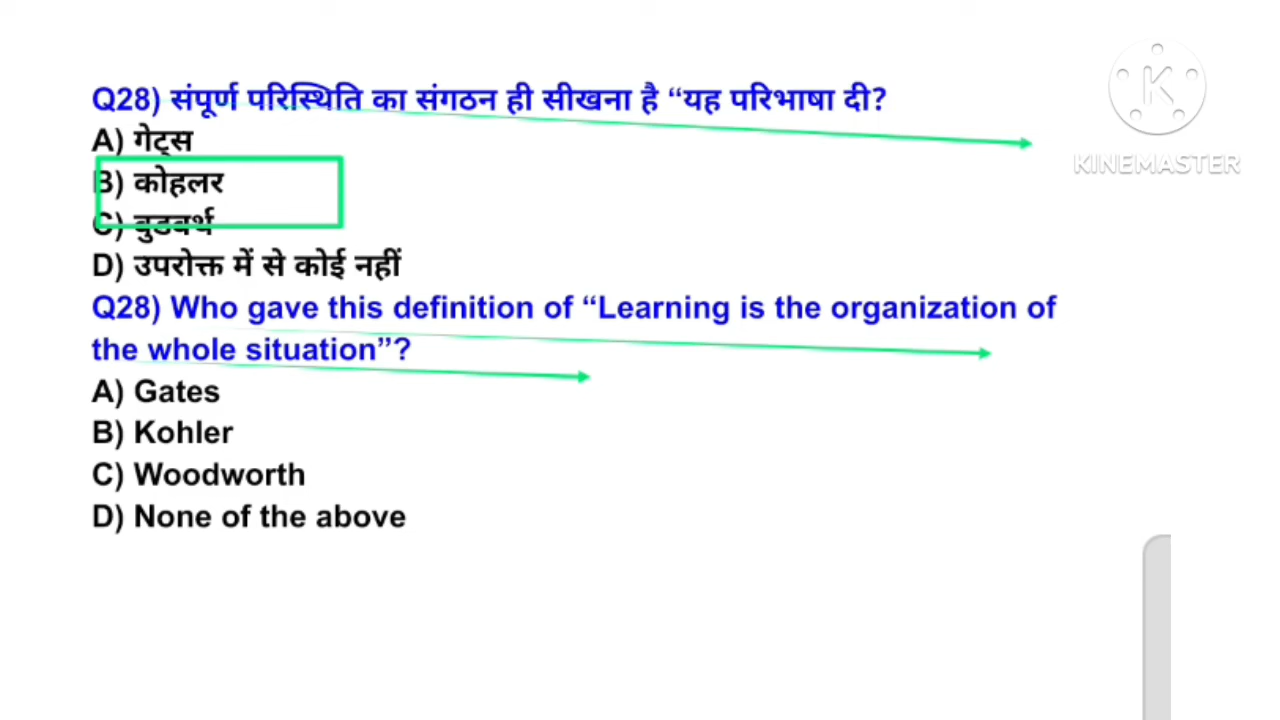 Q28) संपूर्ण परिस्थिति का संगठन ही सीखना है “यह परिभाषा दी?
A) गेट्स
B) कोहलर
C) वुडवर्थ
D) उपरोक्त में से कोई नहीं
Q28) Who gave this definition of “Learning is the organization of
the whole situation”?
A) Gates
B) Kohler
C) Woodworth
D) None of the above
K
KINEMASTER